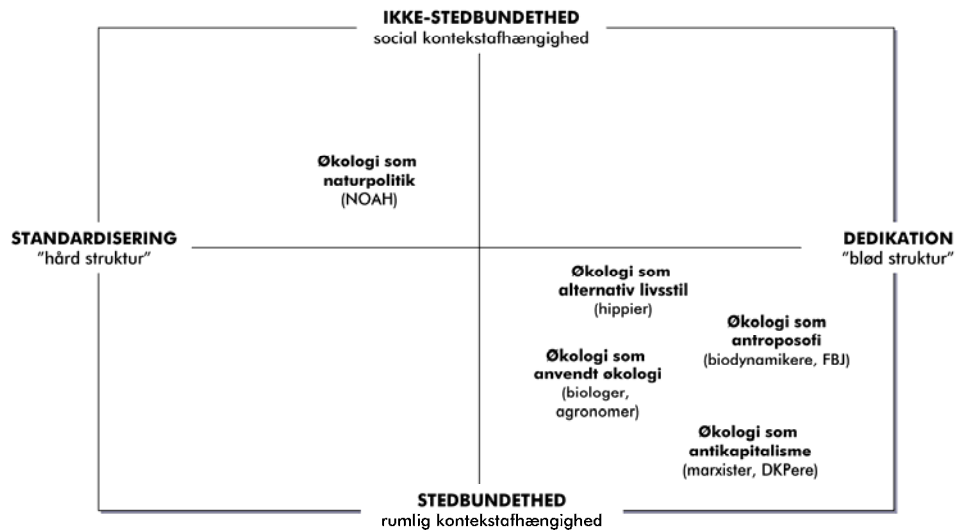 IKKE-STEDBUNDETHED
social kontekstafhængighed
Økologi som
naturpolitik
(NOAH)
STANDARDISERING
"hård struktur"
DEDIKATION
"blød struktur"
Økologi som
alternativ livsstil
(hippier)
Økologi som
antroposofi
(biodynamikere, FBJ)
Økologi som
anvendt økologi
(biologer,
agronomer)
Økologi som
antikapitalisme
(marxister, DKPere)
STEDBUNDETHED
rumlig kontekstafhængighed